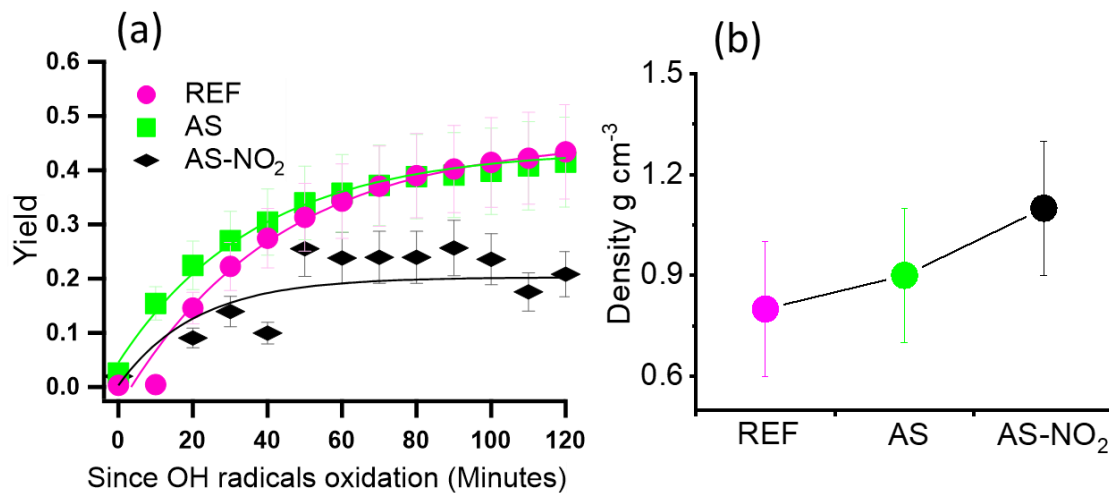 (a)
0.6
0.5
0.4
0.3
0.2
0.1
0.0
Yield
REF
AS
AS-NO₂
0 20 40 60 80 100 120
Since OH radicals oxidation (Minutes)
(b)
1.5
1.2
0.9
0.6
Density g cm⁻³
REF AS AS-NO₂